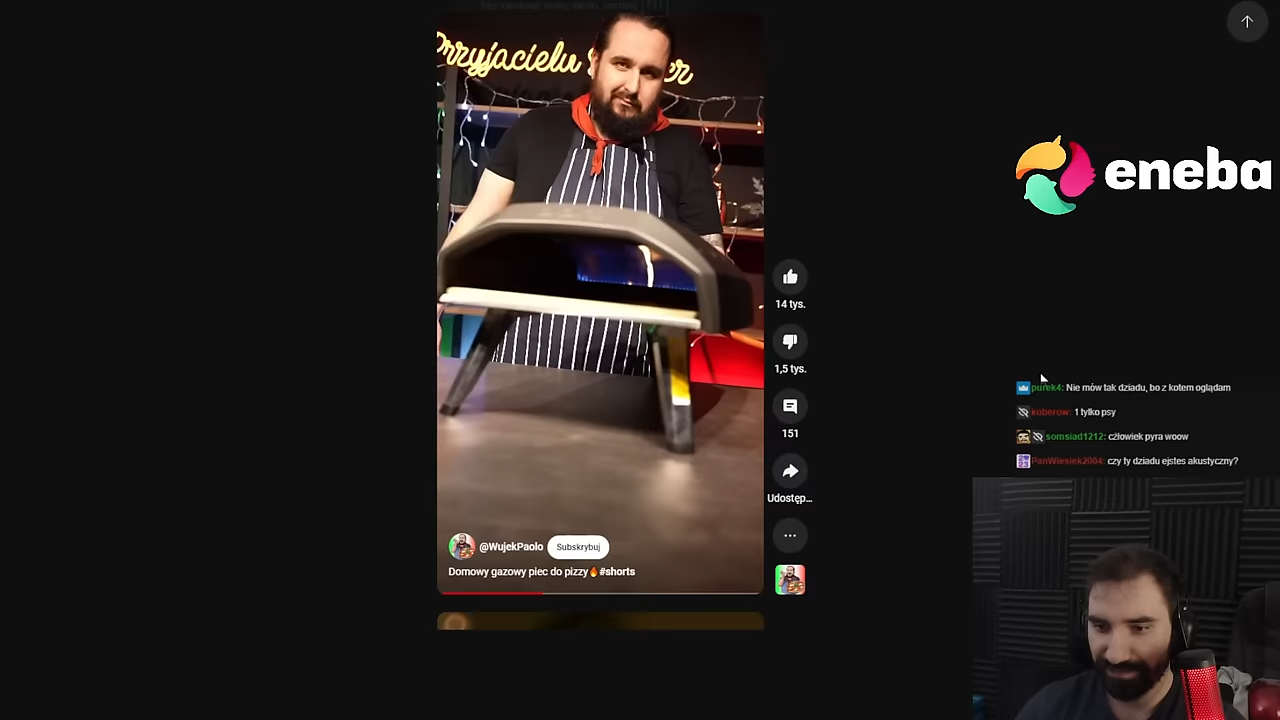 Przyjacielu
eneba
14 tys.
1,5 tys.
151
Udostęp...
purek4: Nie mów tak dziadu, bo z kotem oglądam
koberow: 1 tylko psy
somsiad1212: człowiek pyra woow
PanWiesiek2004: czy ty dziadu ejstes akustyczny?
@WujekPaolo
Subskrybuj
Domowy gazowy piec do pizzy🔥#shorts